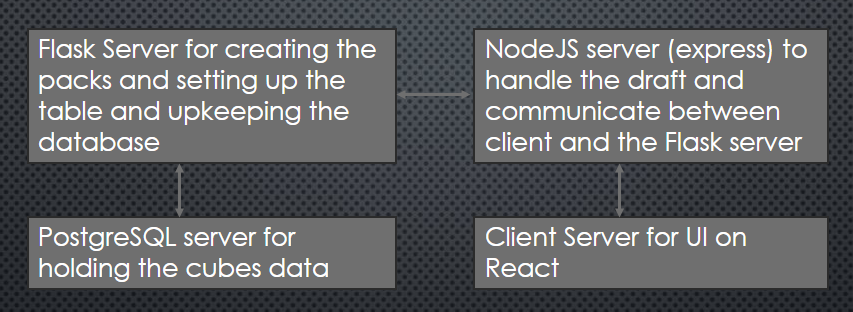 Flask Server for creating the
packs and setting up the
table and upkeeping the
database
NodeJS server (express) to
handle the draft and
communicate between
client and the Flask server
PostgreSQL server for
holding the cubes data
Client Server for UI on
React